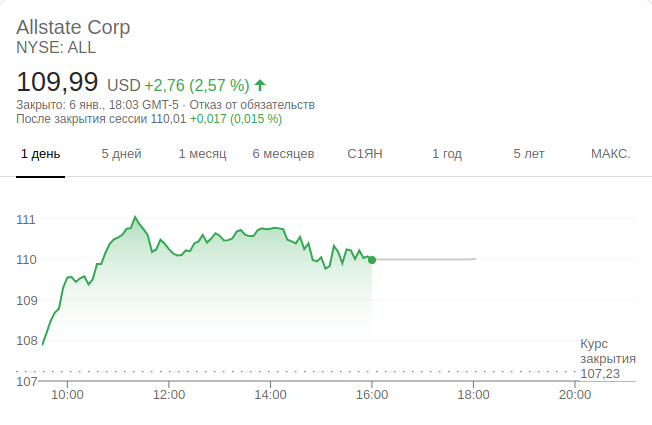 Allstate Corp
NYSE: ALL
109,99 USD +2,76 (2,57 %)
Закрыто: 6 янв., 18:03 GMT-5 · Отказ от обязательств
После закрытия сессии 110,01 +0,017 (0,015 %)
1 день 5 дней 1 месяц 6 месяцев С1ЯН 1 год 5 лет МАКС.
111
110
109
108
Курс
закрытия
107,23
107
10:00 12:00 14:00 16:00 18:00 20:00